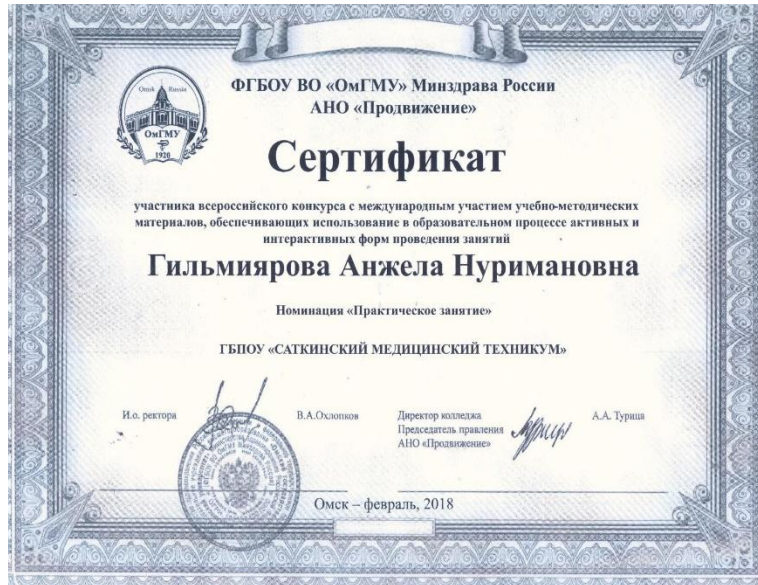 ФГБОУ ВО «ОмГМУ» Минздрава России
АНО «Продвижение»
Omsk Russia
ОмГМУ
1920
Сертификат
участника всероссийского конкурса с международным участием учебно-методических
материалов, обеспечивающих использование в образовательном процессе активных и
интерактивных форм проведения занятий
Гильмиярова Анжела Нуримановна
Номинация «Практическое занятие»
ГБПОУ «САТКИНСКИЙ МЕДИЦИНСКИЙ ТЕХНИКУМ»
И.о. ректора
В.А.Охлопков
Директор колледжа
Председатель правления
АНО «Продвижение»
А.А. Турица
Омск – февраль, 2018